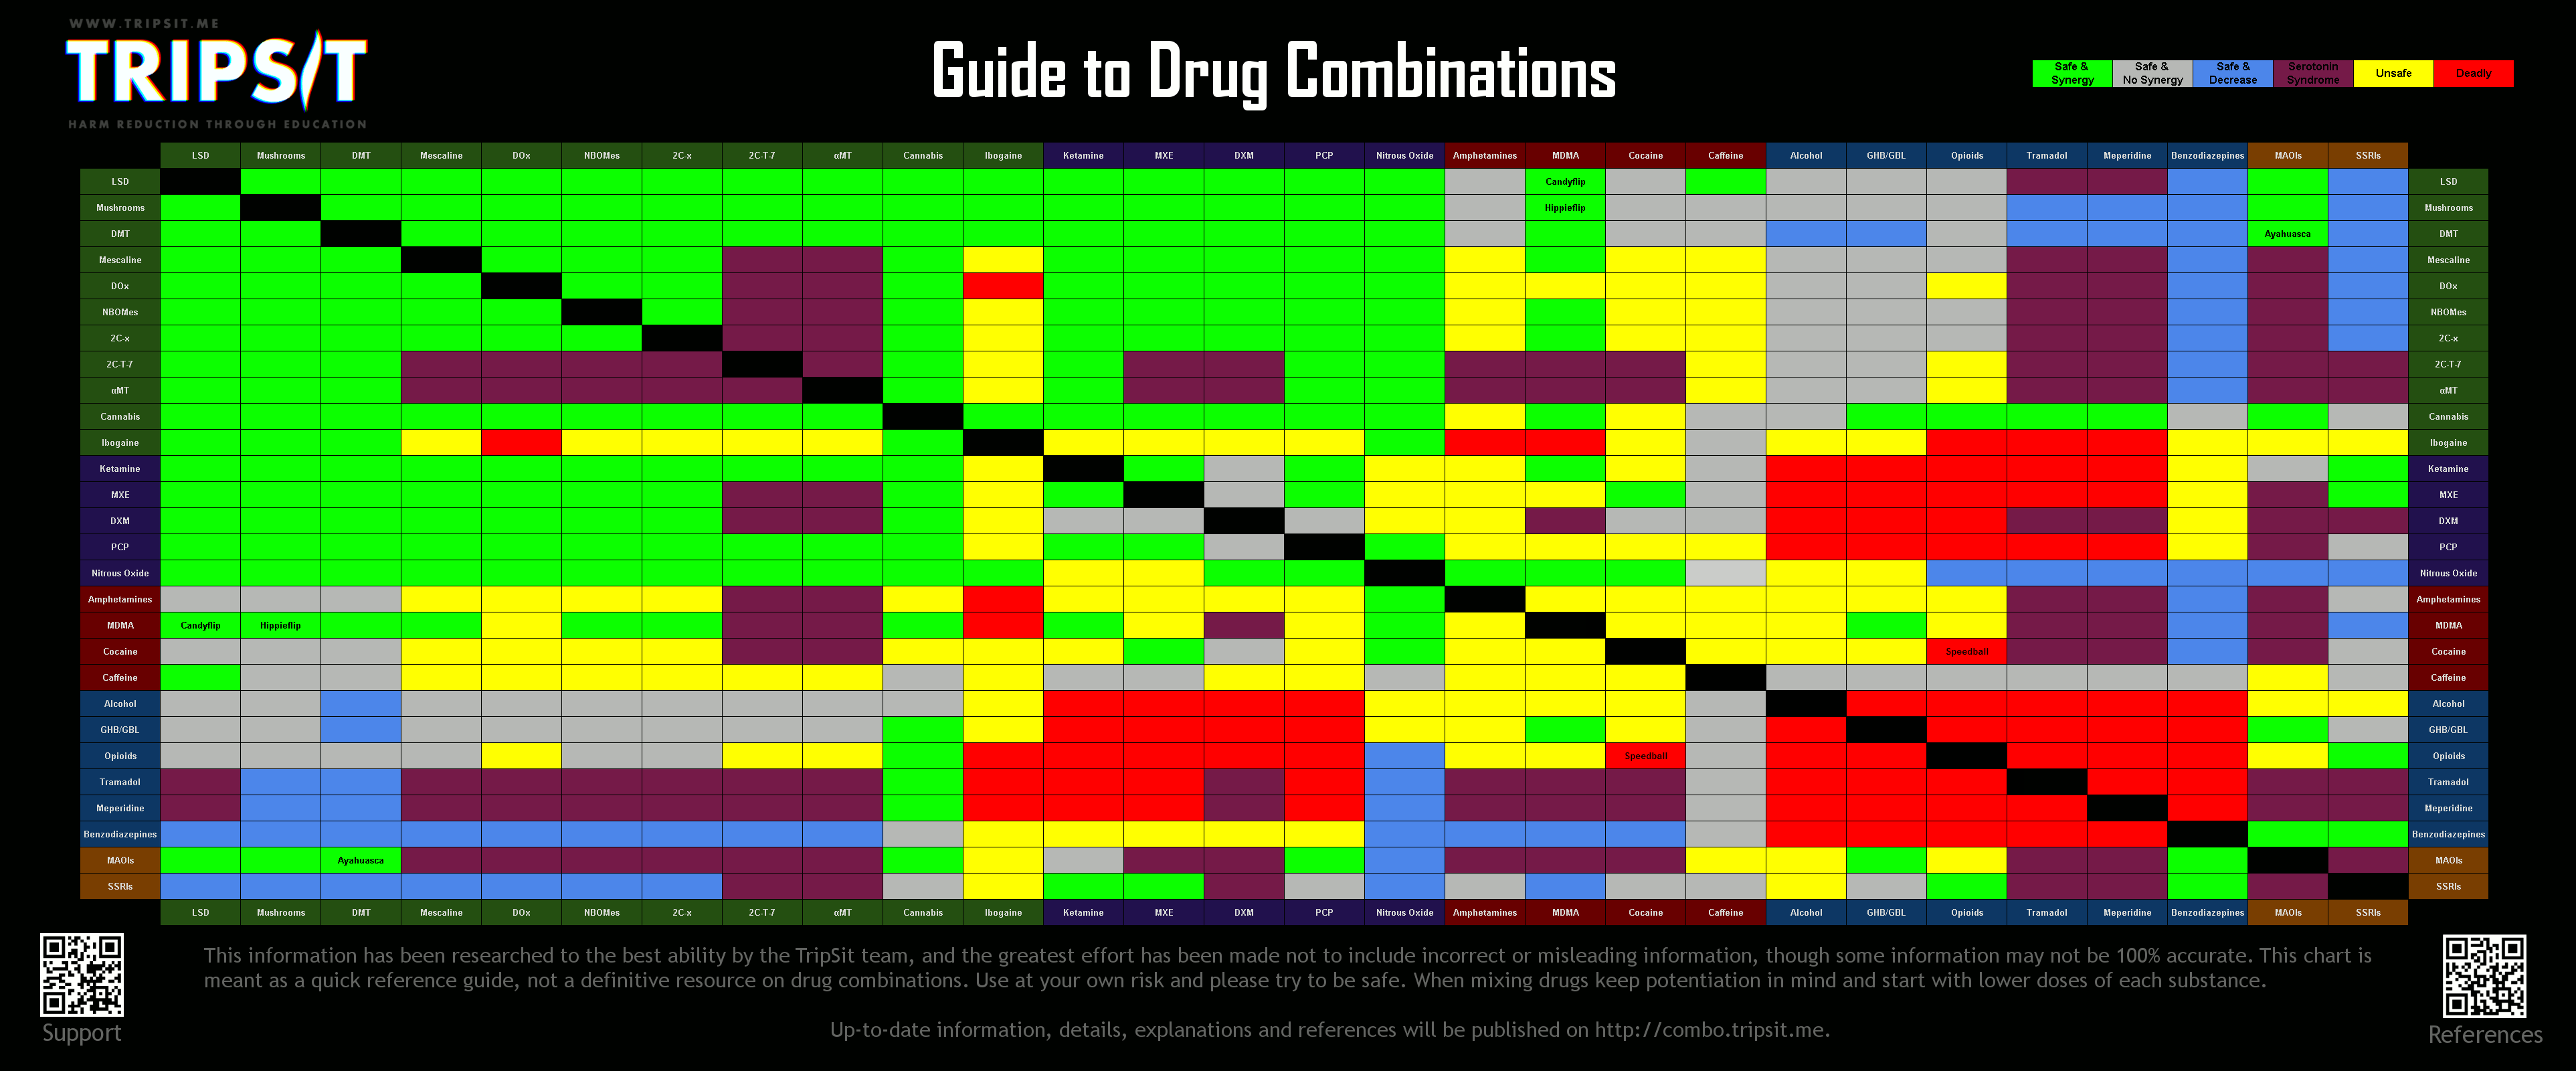 WWW.TRIPSIT.ME
TRIPSIT
HARM REDUCTION THROUGH EDUCATION
Guide to Drug Combinations
Safe & Synergy
Safe & No Synergy
Safe & Decrease
Serotonin Syndrome
Unsafe
Deadly
LSD Mushrooms DMT Mescaline DOx NBOMes 2C-x 2C-T-7 αMT Cannabis Ibogaine Ketamine MXE DXM PCP Nitrous Oxide Amphetamines MDMA Cocaine Caffeine Alcohol GHB/GBL Opioids Tramadol Meperidine Benzodiazepines MAOIs SSRIs
LSD Candyflip LSD
Mushrooms Hippieflip Mushrooms
DMT Ayahuasca DMT
Mescaline Mescaline
DOx DOx
NBOMes NBOMes
2C-x 2C-x
2C-T-7 2C-T-7
αMT αMT
Cannabis Cannabis
Ibogaine Ibogaine
Ketamine Ketamine
MXE MXE
DXM DXM
PCP PCP
Nitrous Oxide Nitrous Oxide
Amphetamines Amphetamines
MDMA Candyflip Hippieflip MDMA
Cocaine Speedball Cocaine
Caffeine Caffeine
Alcohol Alcohol
GHB/GBL GHB/GBL
Opioids Speedball Opioids
Tramadol Tramadol
Meperidine Meperidine
Benzodiazepines Benzodiazepines
MAOIs Ayahuasca MAOIs
SSRIs SSRIs
LSD Mushrooms DMT Mescaline DOx NBOMes 2C-x 2C-T-7 αMT Cannabis Ibogaine Ketamine MXE DXM PCP Nitrous Oxide Amphetamines MDMA Cocaine Caffeine Alcohol GHB/GBL Opioids Tramadol Meperidine Benzodiazepines MAOIs SSRIs
This information has been researched to the best ability by the TripSit team, and the greatest effort has been made not to include incorrect or misleading information, though some information may not be 100% accurate. This chart is
meant as a quick reference guide, not a definitive resource on drug combinations. Use at your own risk and please try to be safe. When mixing drugs keep potentiation in mind and start with lower doses of each substance.
Up-to-date information, details, explanations and references will be published on http://combo.tripsit.me.
Support
References